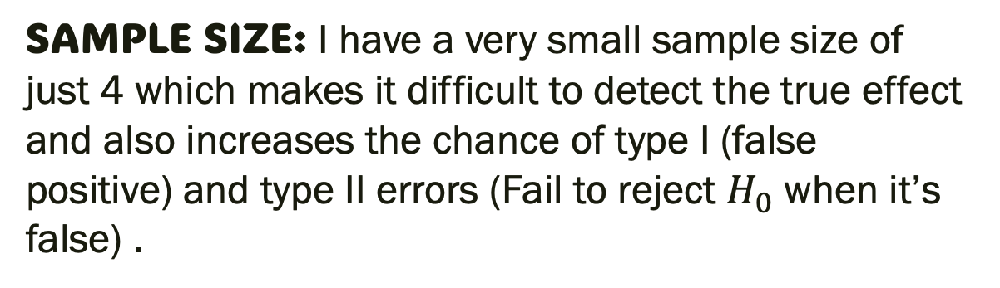 SAMPLE SIZE: I have a very small sample size of
just 4 which makes it difficult to detect the true effect
and also increases the chance of type I (false
positive) and type II errors (Fail to reject H₀ when it’s
false) .